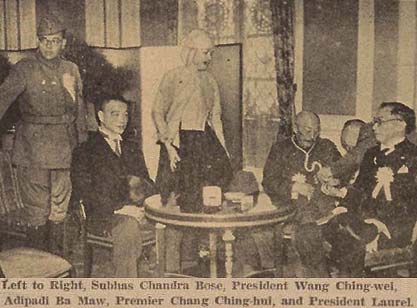 Left to Right, Subhas Chandra Bose, President Wang Ching-wei,
Adipadi Ba Maw, Premier Chang Ching-hui, and President Laurel.